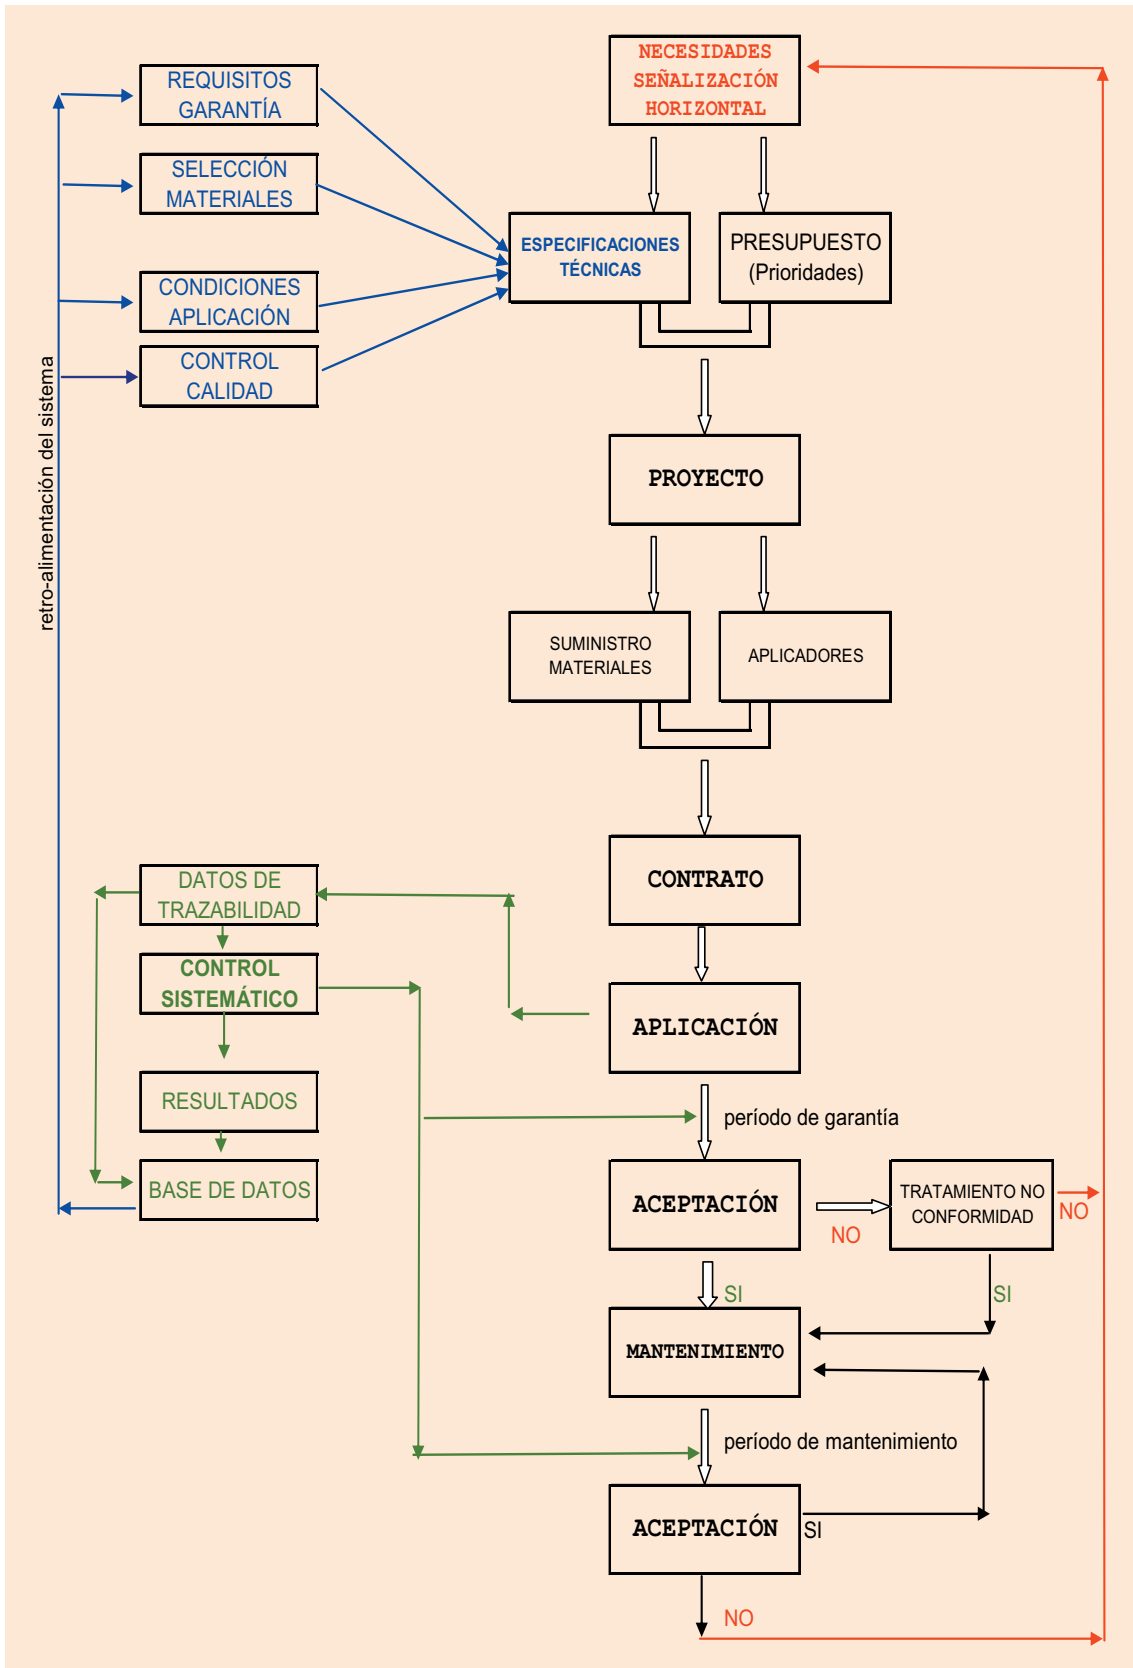 NECESIDADES
SEÑALIZACIÓN
HORIZONTAL
REQUISITOS
GARANTÍA
SELECCIÓN
MATERIALES
CONDICIONES
APLICACIÓN
CONTROL
CALIDAD
ESPECIFICACIONES
TÉCNICAS
PRESUPUESTO
(Prioridades)
retro-alimentación del sistema
PROYECTO
SUMINISTRO
MATERIALES
APLICADORES
CONTRATO
DATOS DE
TRAZABILIDAD
CONTROL
SISTEMÁTICO
RESULTADOS
BASE DE DATOS
APLICACIÓN
período de garantía
ACEPTACIÓN
NO
TRATAMIENTO NO
CONFORMIDAD
NO
SI
SI
MANTENIMIENTO
período de mantenimiento
ACEPTACIÓN
SI
NO